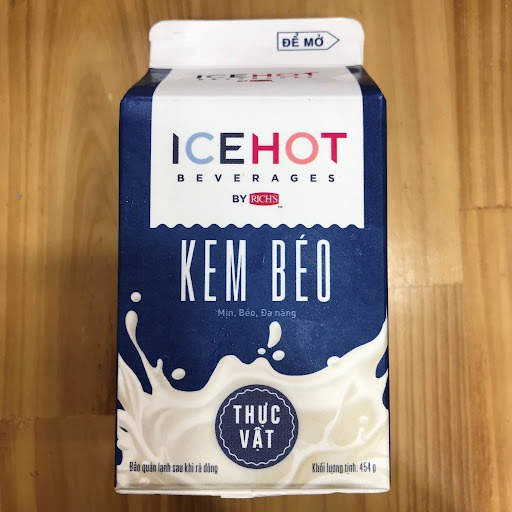 ĐỂ MỞ
ICEHOT
ICEHOT
BEVERAGES
BY RICH'S™
KEM BÉO
Mịn, Béo, Đa năng
THỰC
VẬT
Bảo quản lạnh sau khi rã đông
Khối lượng tịnh: 454 g